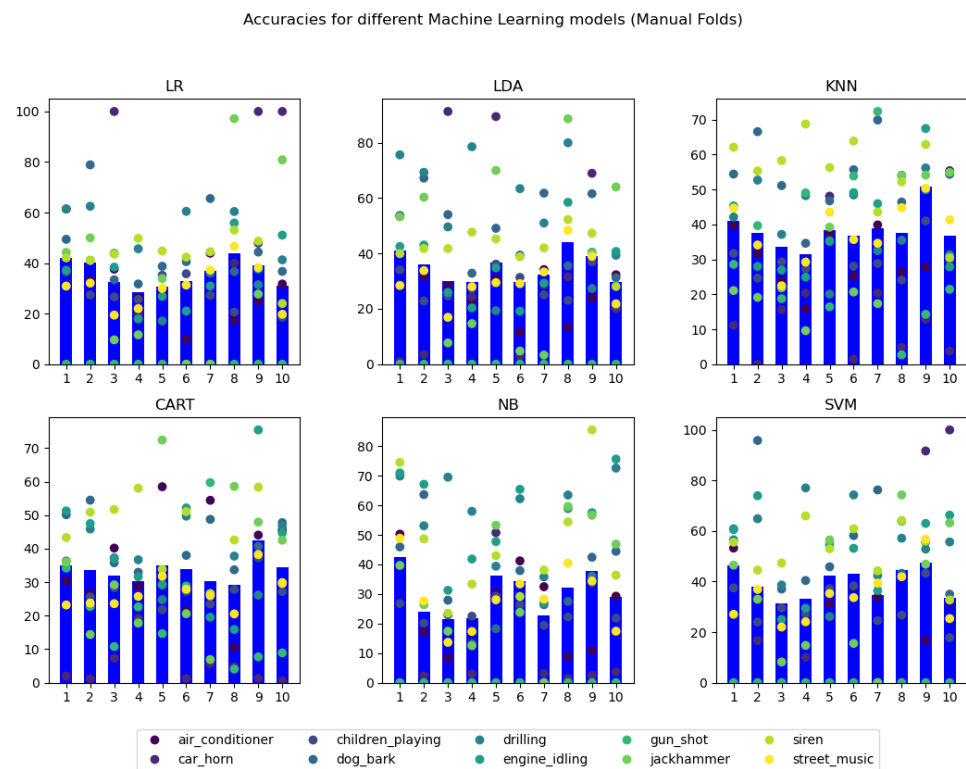 Accuracies for different Machine Learning models (Manual Folds)
LR
LDA
KNN
100
80
60
40
20
0
1 2 3 4 5 6 7 8 9 10
80
60
40
20
0
1 2 3 4 5 6 7 8 9 10
70
60
50
40
30
20
10
0
1 2 3 4 5 6 7 8 9 10
CART
NB
SVM
70
60
50
40
30
20
10
0
1 2 3 4 5 6 7 8 9 10
80
70
60
50
40
30
20
10
0
1 2 3 4 5 6 7 8 9 10
100
80
60
40
20
0
1 2 3 4 5 6 7 8 9 10
air_conditioner children_playing drilling gun_shot siren
car_horn dog_bark engine_idling jackhammer street_music